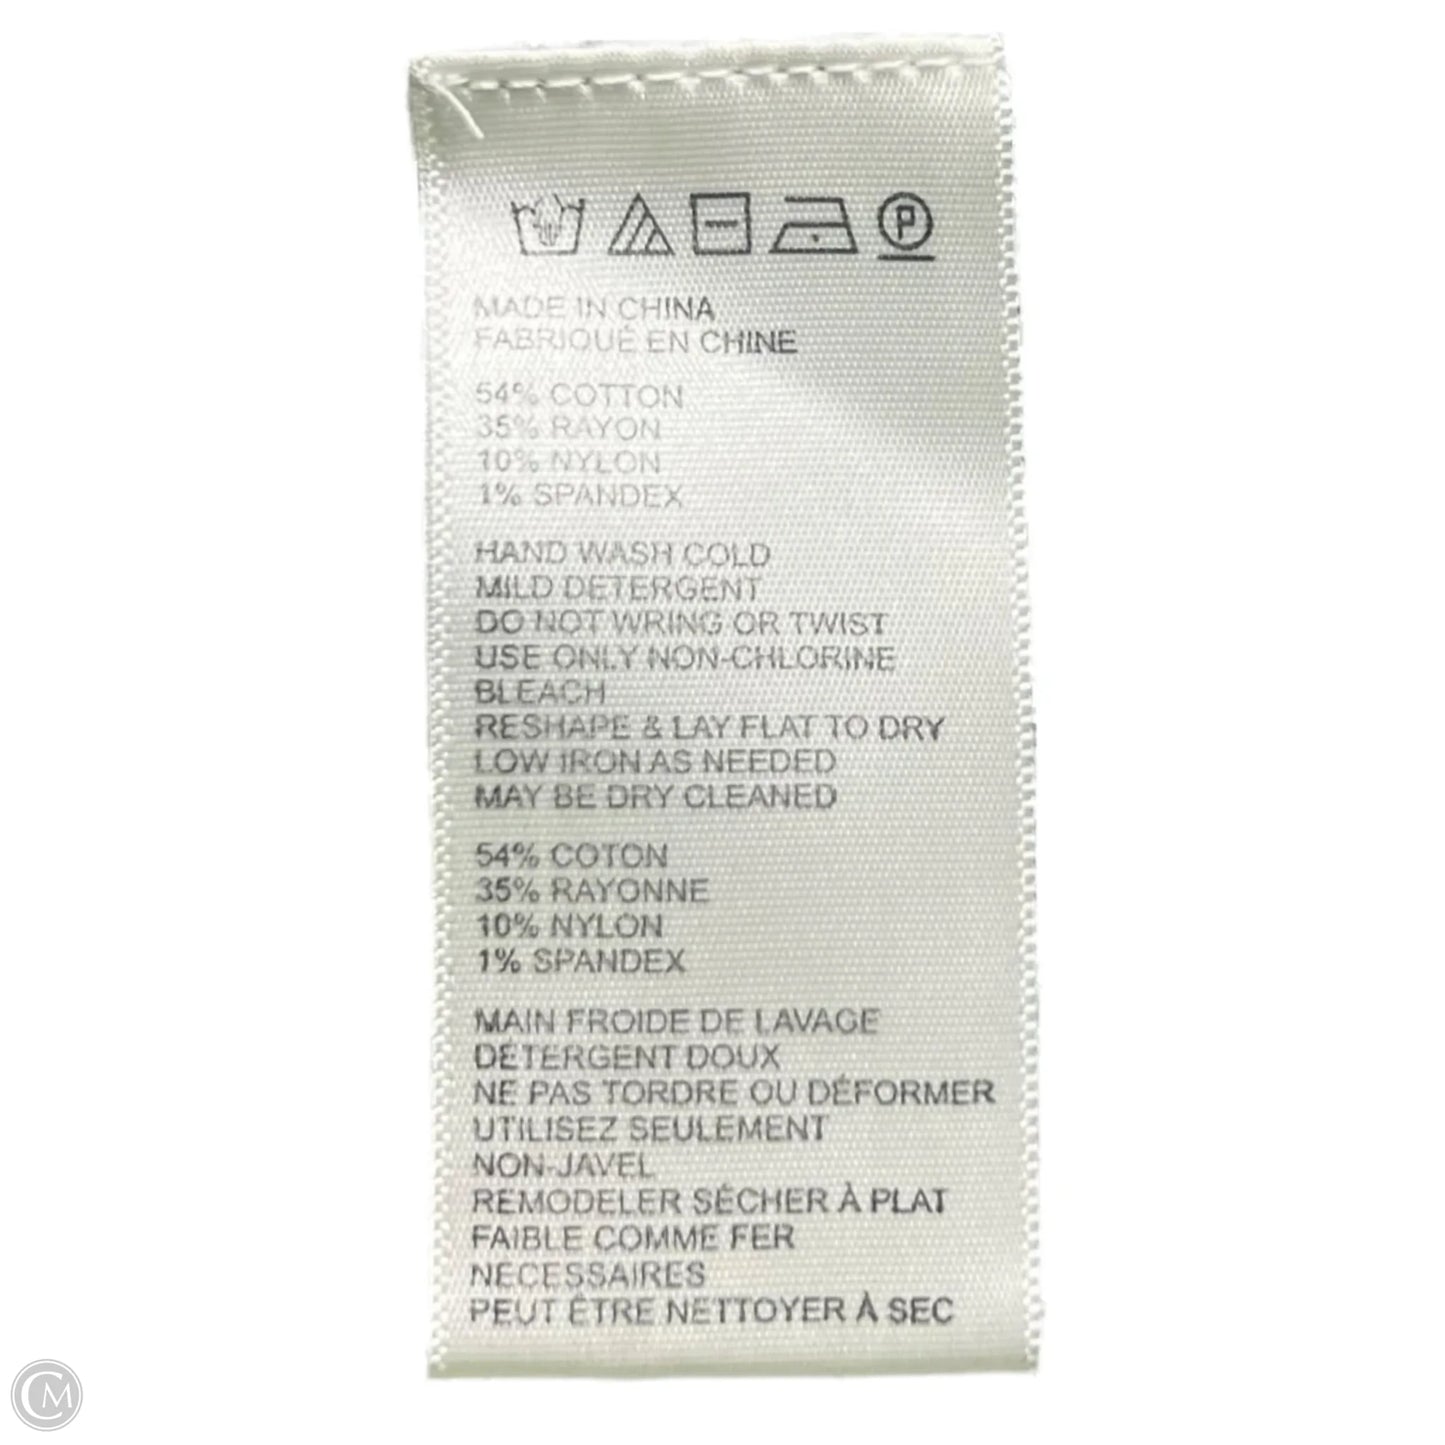 P
MADE IN CHINA
FABRIQUÉ EN CHINE
54% COTTON
35% RAYON
10% NYLON
1% SPANDEX
HAND WASH COLD
MILD DETERGENT
DO NOT WRING OR TWIST
USE ONLY NON-CHLORINE
BLEACH
RESHAPE & LAY FLAT TO DRY
LOW IRON AS NEEDED
MAY BE DRY CLEANED
54% COTON
35% RAYONNE
10% NYLON
1% SPANDEX
MAIN FROIDE DE LAVAGE
DÉTERGENT DOUX
NE PAS TORDRE OU DÉFORMER
UTILISEZ SEULEMENT
NON-JAVEL
REMODELER SÉCHER À PLAT
FAIBLE COMME FER
NECESSAIRES
PEUT ÊTRE NETTOYER À SEC
CM